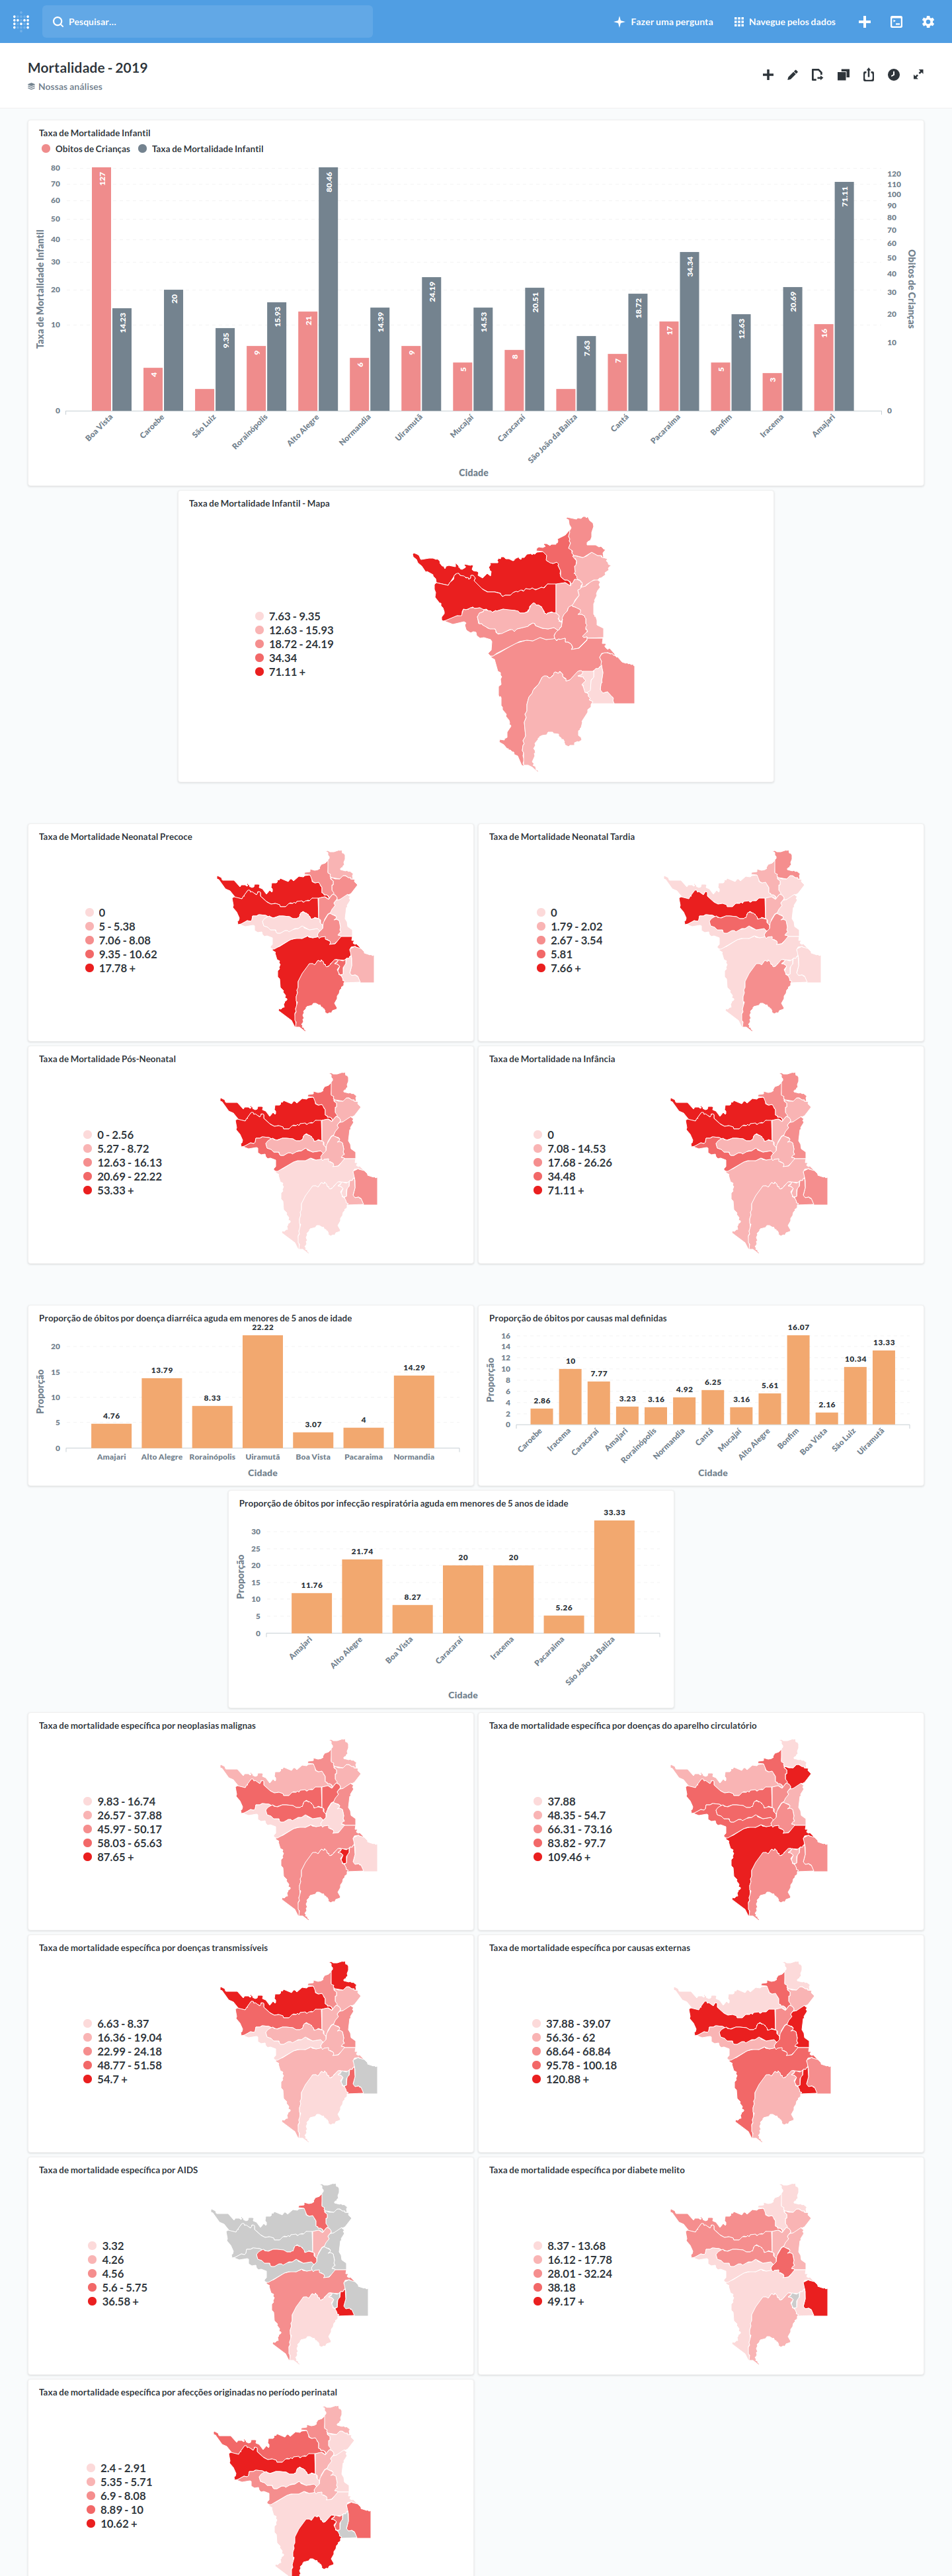 Pesquisar...
Fazer uma pergunta
Navegue pelos dados
Mortalidade - 2019
Nossas análises
Taxa de Mortalidade Infantil
Obitos de Crianças
Taxa de Mortalidade Infantil
Taxa de Mortalidade Infantil
80
70
60
50
40
30
20
10
0
127
14.23
4
20
9.35
9
15.93
21
80.46
6
14.39
9
24.19
5
14.53
8
20.51
7.63
7
18.72
17
34.34
5
12.63
3
20.69
16
71.11
120
110
100
90
80
70
60
50
40
30
20
10
0
Obitos de Crianças
Boa Vista
Caroebe
São Luiz
Rorainópolis
Alto Alegre
Normandia
Uiramutã
Mucajaí
Caracaraí
São João da Baliza
Cantá
Pacaraima
Bonfim
Iracema
Amajari
Cidade
Taxa de Mortalidade Infantil - Mapa
7.63 - 9.35
12.63 - 15.93
18.72 - 24.19
34.34
71.11 +
Taxa de Mortalidade Neonatal Precoce
0
5 - 5.38
7.06 - 8.08
9.35 - 10.62
17.78 +
Taxa de Mortalidade Neonatal Tardia
0
1.79 - 2.02
2.67 - 3.54
5.81
7.66 +
Taxa de Mortalidade Pós-Neonatal
0 - 2.56
5.27 - 8.72
12.63 - 16.13
20.69 - 22.22
53.33 +
Taxa de Mortalidade na Infância
0
7.08 - 14.53
17.68 - 26.26
34.48
71.11 +
Proporção de óbitos por doença diarréica aguda em menores de 5 anos de idade
Proporção
20
15
10
5
0
4.76
13.79
8.33
22.22
3.07
4
14.29
Amajari
Alto Alegre
Rorainópolis
Uiramutã
Boa Vista
Pacaraima
Normandia
Cidade
Proporção de óbitos por causas mal definidas
Proporção
16
14
12
10
8
6
4
2
0
2.86
10
7.77
3.23
3.16
4.92
6.25
3.16
5.61
16.07
2.16
10.34
13.33
Caroebe
Iracema
Caracaraí
Amajari
Rorainópolis
Normandia
Cantá
Mucajaí
Alto Alegre
Bonfim
Boa Vista
São Luiz
Uiramutã
Cidade
Proporção de óbitos por infecção respiratória aguda em menores de 5 anos de idade
Proporção
30
25
20
15
10
5
0
11.76
21.74
8.27
20
20
5.26
33.33
Amajari
Alto Alegre
Boa Vista
Caracaraí
Iracema
Pacaraima
São João da Baliza
Cidade
Taxa de mortalidade específica por neoplasias malignas
9.83 - 16.74
26.57 - 37.88
45.97 - 50.17
58.03 - 65.63
87.65 +
Taxa de mortalidade específica por doenças do aparelho circulatório
37.88
48.35 - 54.7
66.31 - 73.16
83.82 - 97.7
109.46 +
Taxa de mortalidade específica por doenças transmissíveis
6.63 - 8.37
16.36 - 19.04
22.99 - 24.18
48.77 - 51.58
54.7 +
Taxa de mortalidade específica por causas externas
37.88 - 39.07
56.36 - 62
68.64 - 68.84
95.78 - 100.18
120.88 +
Taxa de mortalidade específica por AIDS
3.32
4.26
4.56
5.6 - 5.75
36.58 +
Taxa de mortalidade específica por diabete melito
8.37 - 13.68
16.12 - 17.78
28.01 - 32.24
38.18
49.17 +
Taxa de mortalidade específica por afecções originadas no período perinatal
2.4 - 2.91
5.35 - 5.71
6.9 - 8.08
8.89 - 10
10.62 +